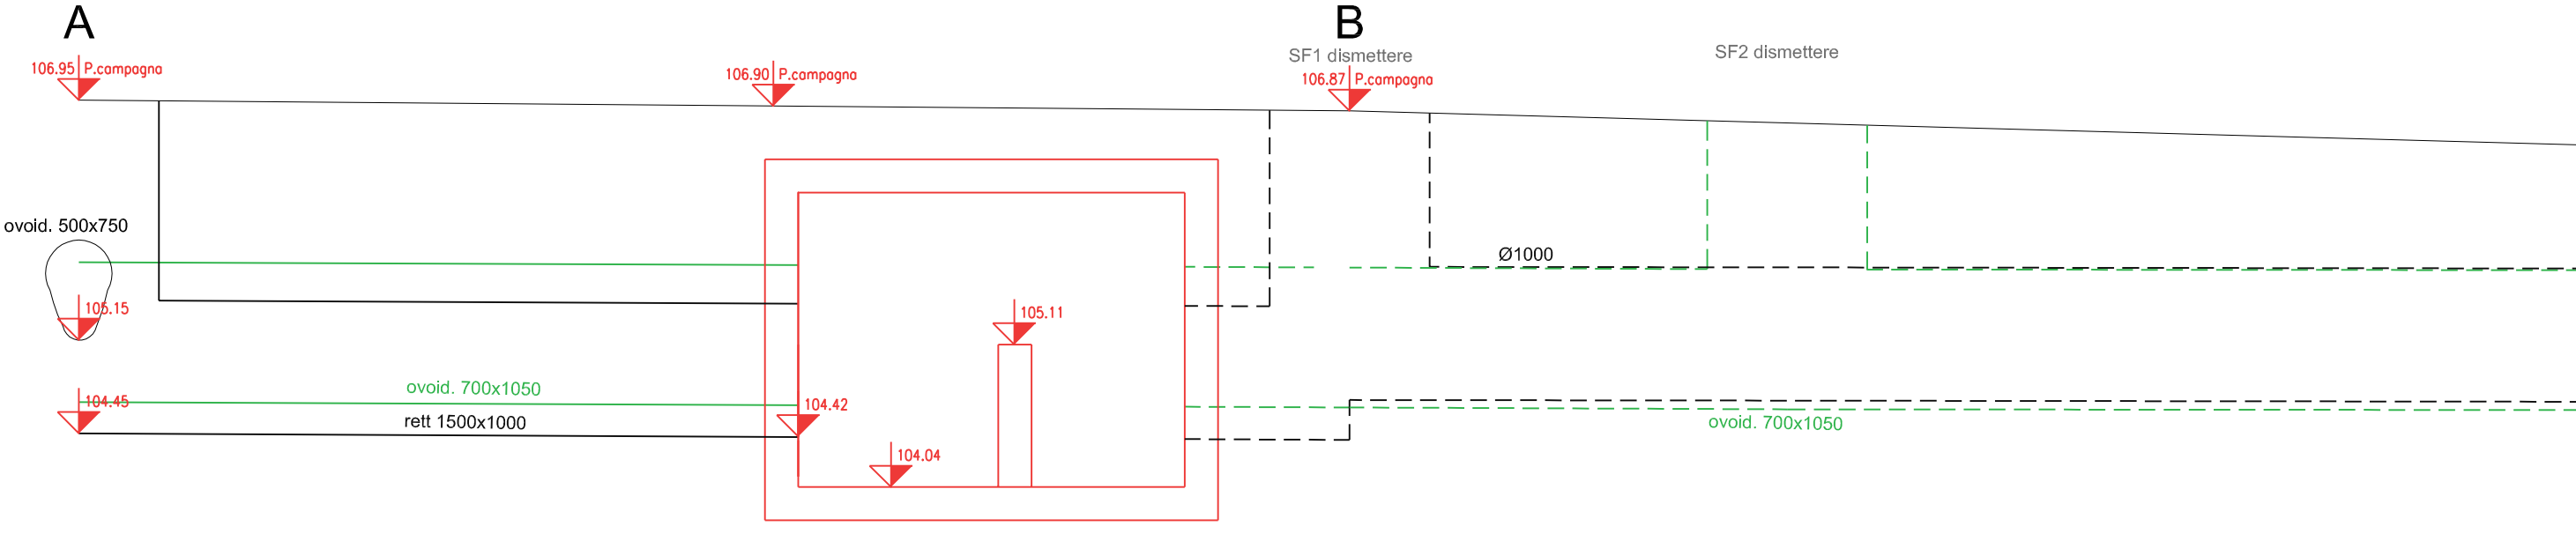 A
B
SF1 dismettere
SF2 dismettere
106.95 P.campagna
106.90 P.campagna
106.87 P.campagna
ovoid. 500x750
Ø1000
105.15
105.11
ovoid. 700x1050
104.45
104.42
rett 1500x1000
ovoid. 700x1050
104.04